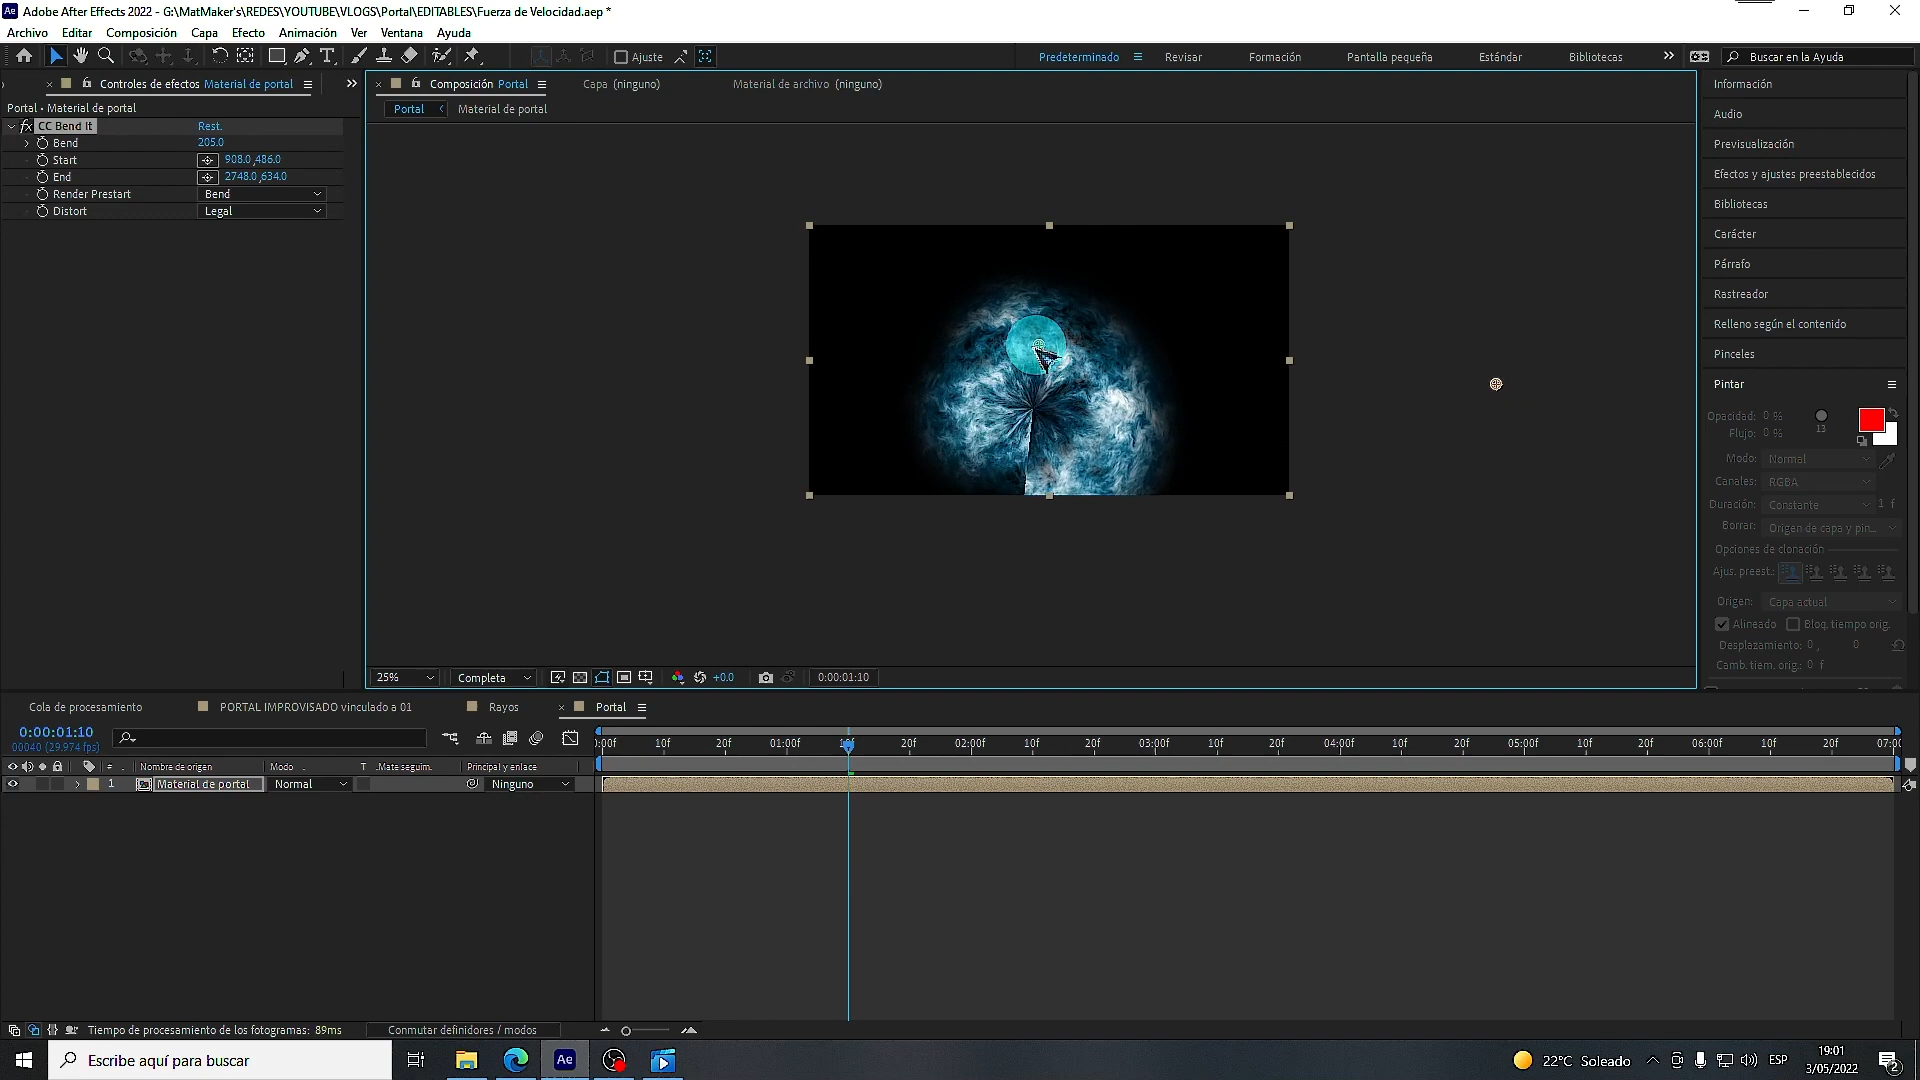 Adobe After Effects 2022 - G:\MatMaker's\REDES\YOUTUBE\VLOGS\Portal\EDITABLES\Fuerza de Velocidad.aep *
Archivo Editar Composición Capa Efecto Animación Ver Ventana Ayuda
Ajuste
Predeterminado Revisar Formación Pantalla pequeña Estándar Bibliotecas
Buscar en la Ayuda
Controles de efectos Material de portal
Portal • Material de portal
fx CC Bend It Rest.
Bend 205.0
Start 908.0,486.0
End 2748.0,634.0
Render Prestart Bend
Distort Legal
Composición Portal Capa (ninguno) Material de archivo (ninguno)
Portal Material de portal
25% Completa +0.0 0:00:01:10
Información
Audio
Previsualización
Efectos y ajustes preestablecidos
Bibliotecas
Carácter
Párrafo
Rastreador
Relleno según el contenido
Pinceles
Pintar
Opacidad: 0 %
Flujo: 0 %
13
Modo: Normal
Canales: RGBA
Duración: Constante 1 f
Borrar: Origen de capa y pin...
Opciones de clonación
Ajus. preest.:
Origen: Capa actual
Alineado Bloq. tiempo orig.
Desplazamiento: 0, 0
Camb. tiem. orig.: 0 f
Cola de procesamiento PORTAL IMPROVISADO vinculado a 01 Rayos Portal
0:00:01:10
00040 (29.974 fps)
):00f 10f 20f 01:00f 20f 02:00f 10f 20f 03:00f 10f 20f 04:00f 10f 20f 05:00f 10f 20f 06:00f 10f 20f 07:00
# Nombre de origen Modo T .Mate seguim. Principal y enlace
1 Material de portal Normal Ninguno
Tiempo de procesamiento de los fotogramas: 89ms Conmutar definidores / modos
Escribe aquí para buscar
Ae
22°C Soleado
ESP
19:01
3/05/2022
2